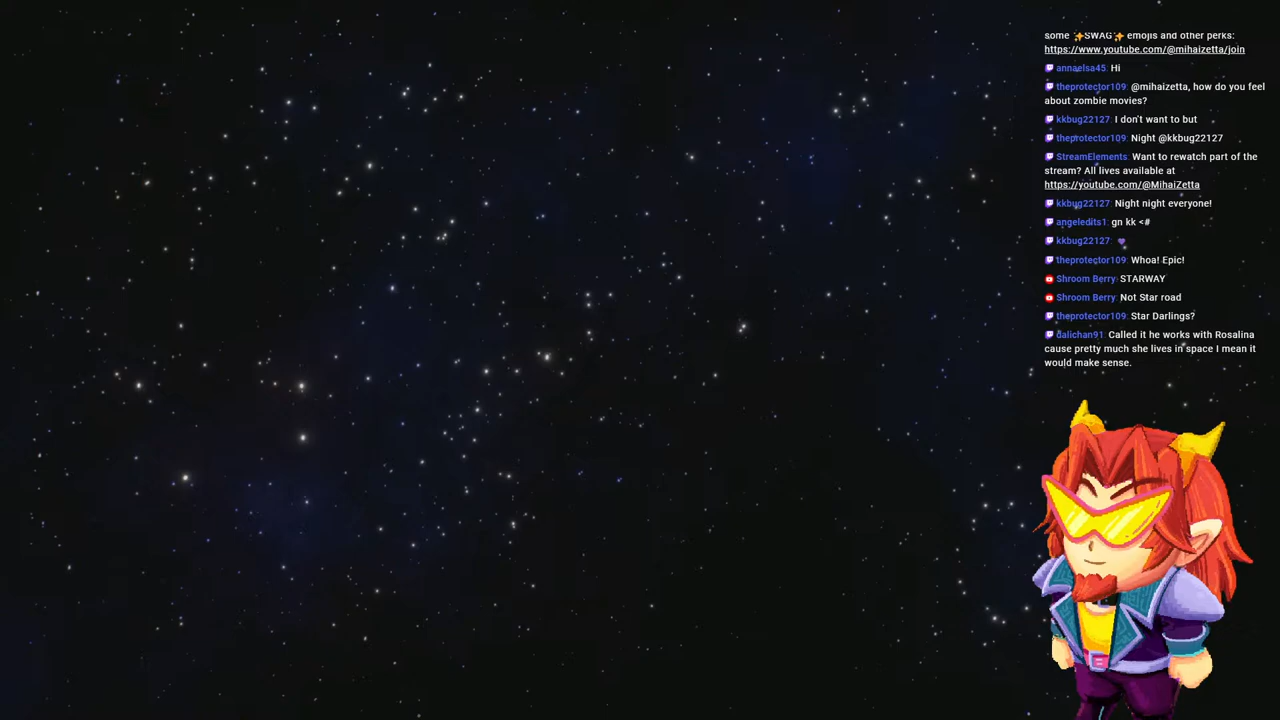 some ✨SWAG✨ emojis and other perks:
https://www.youtube.com/@mihaizetta/join
annaelsa45: Hi
theprotector109: @mihaizetta, how do you feel
about zombie movies?
kkbug22127: I don't want to but
theprotector109: Night @kkbug22127
StreamElements: Want to rewatch part of the
stream? All lives available at
https://youtube.com/@MihaiZetta
kkbug22127: Night night everyone!
angeledits1: gn kk <#
kkbug22127: 💜
theprotector109: Whoa! Epic!
Shroom Berry: STARWAY
Shroom Berry: Not Star road
theprotector109: Star Darlings?
dalichan91: Called it he works with Rosalina
cause pretty much she lives in space I mean it
would make sense.